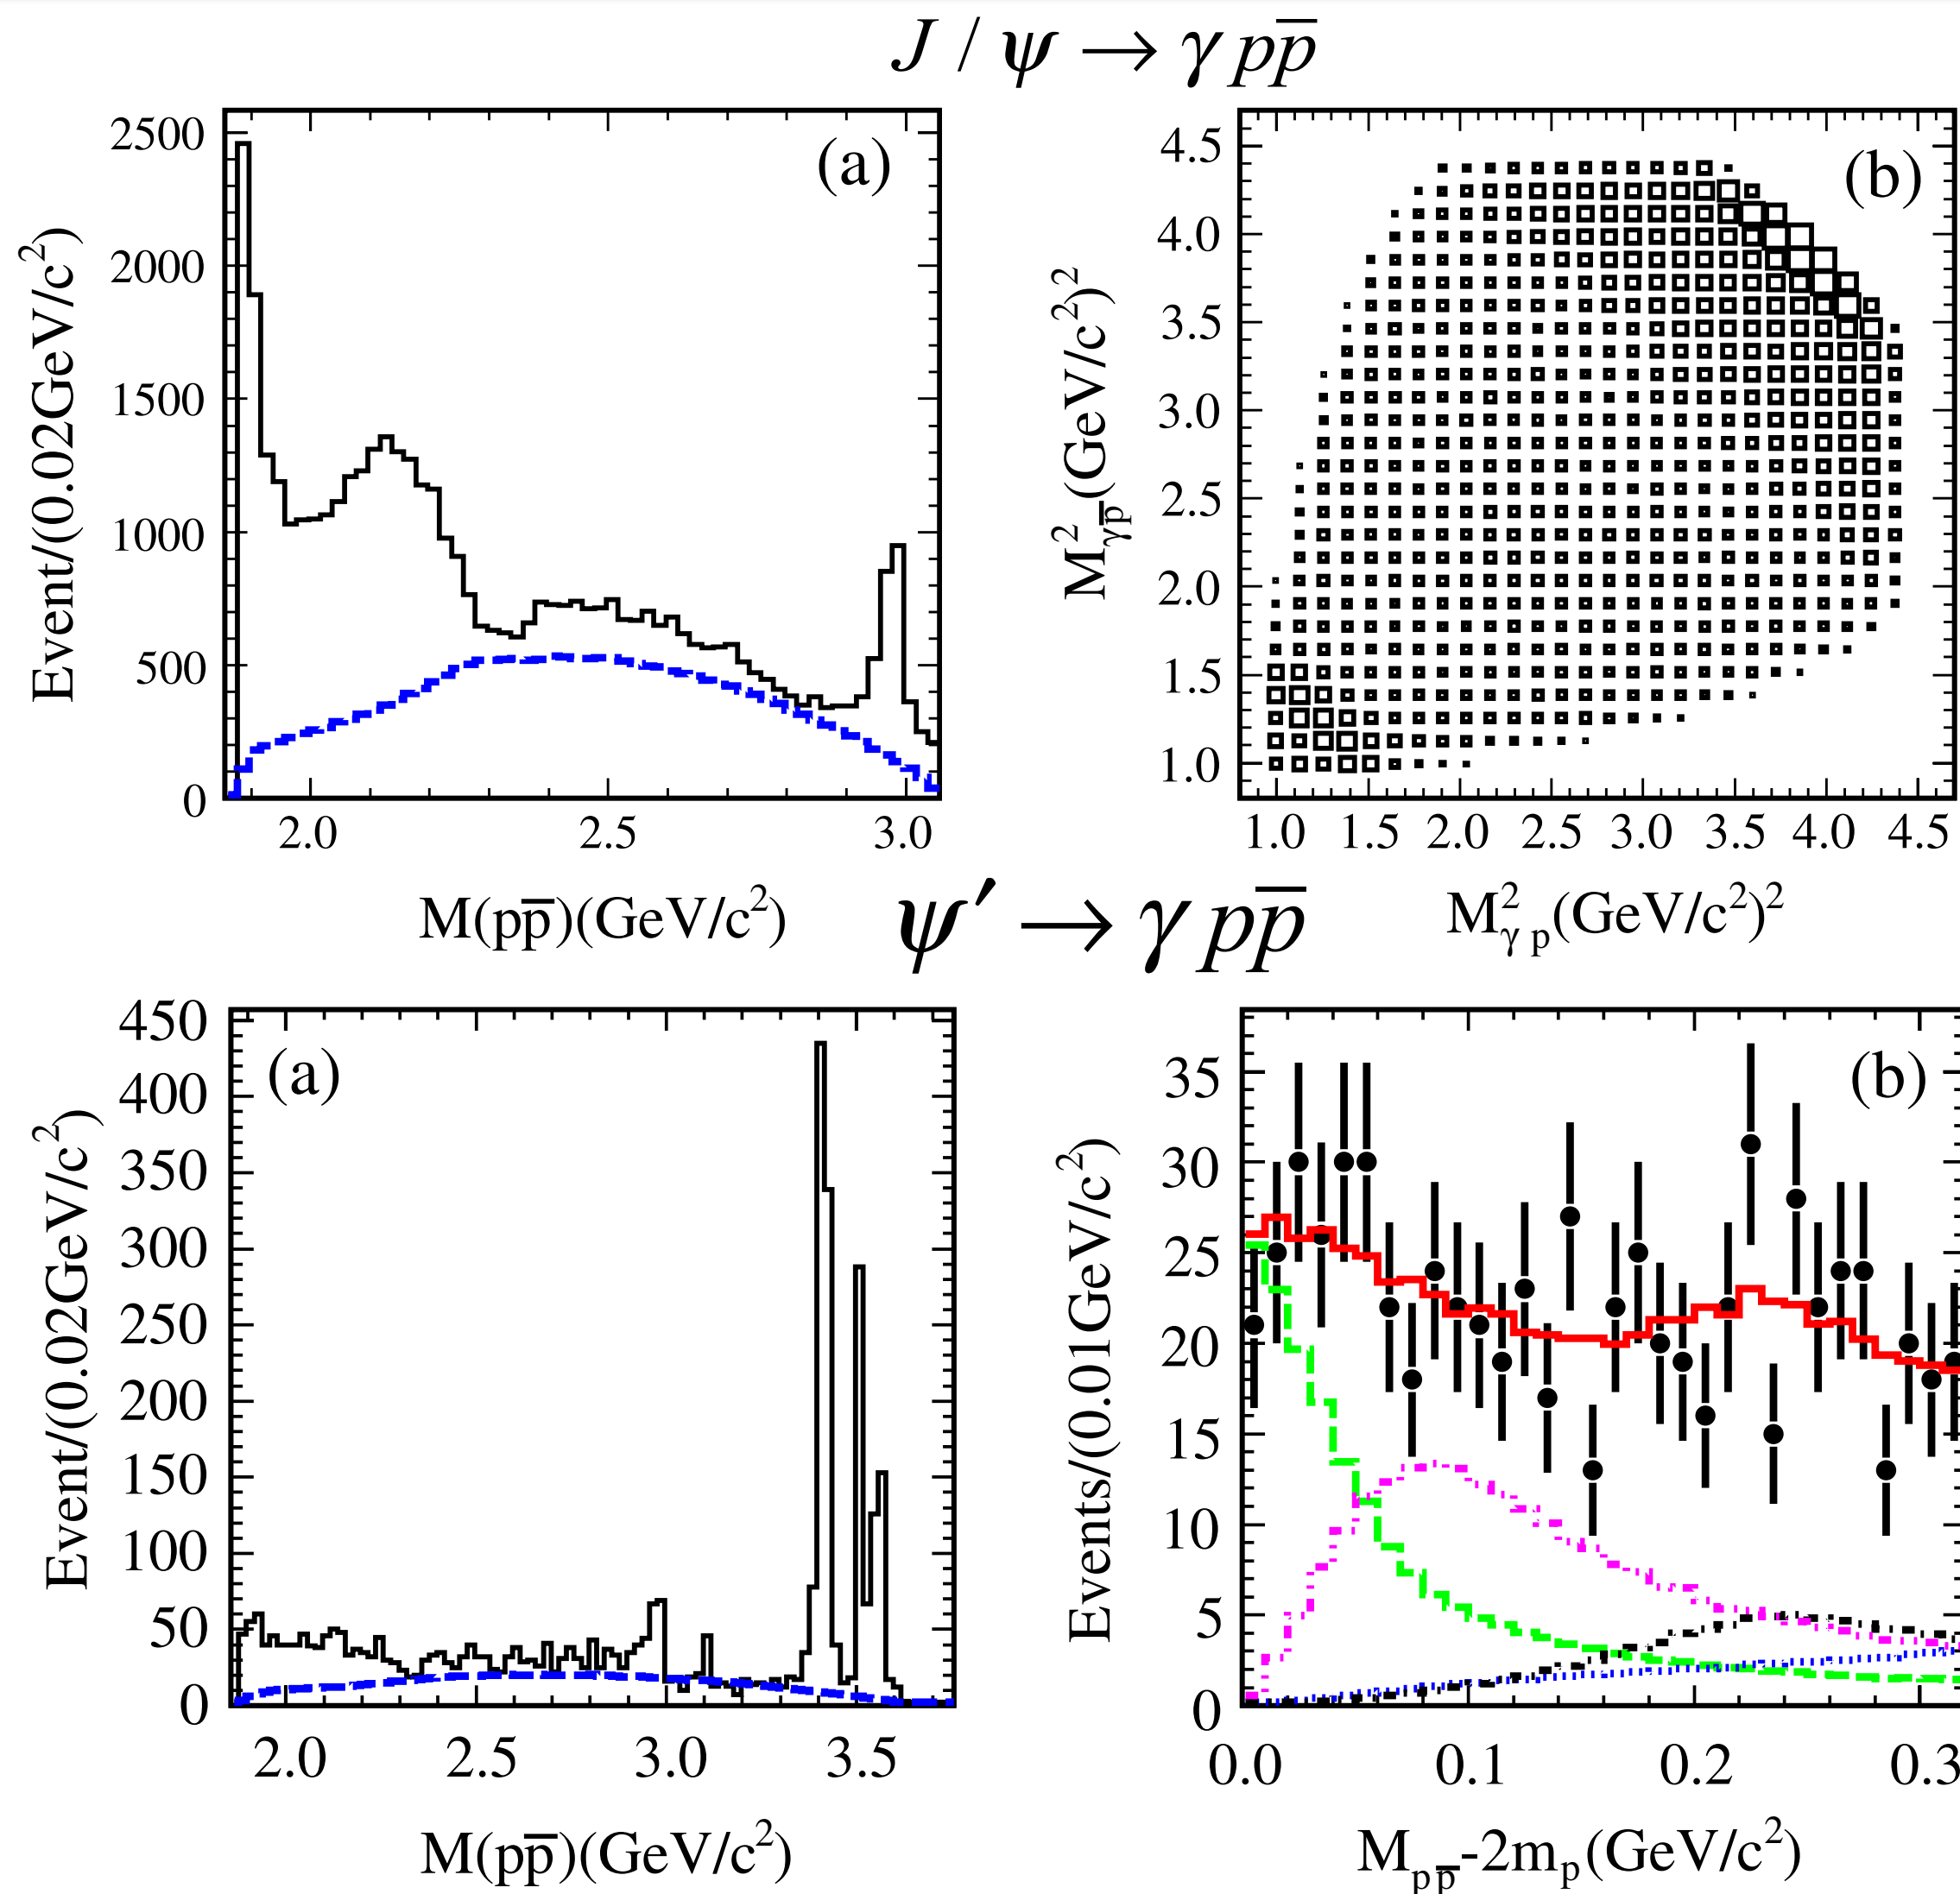 J / ψ → γ p p̅
Event/(0.02GeV/c²)
2500
2000
1500
1000
500
0
(a)
2.0 2.5 3.0
M(pp̅)(GeV/c²)
M²γp̅(GeV/c²)²
4.5
4.0
3.5
3.0
2.5
2.0
1.5
1.0
(b)
1.0 1.5 2.0 2.5 3.0 3.5 4.0 4.5
M²γp(GeV/c²)²
ψ′ → γ p p̅
Event/(0.02GeV/c²)
450
400
350
300
250
200
150
100
50
0
(a)
2.0 2.5 3.0 3.5
M(pp̅)(GeV/c²)
Events/(0.01GeV/c²)
35
30
25
20
15
10
5
0
(b)
0.0 0.1 0.2 0.3
Mpp̅-2mp(GeV/c²)